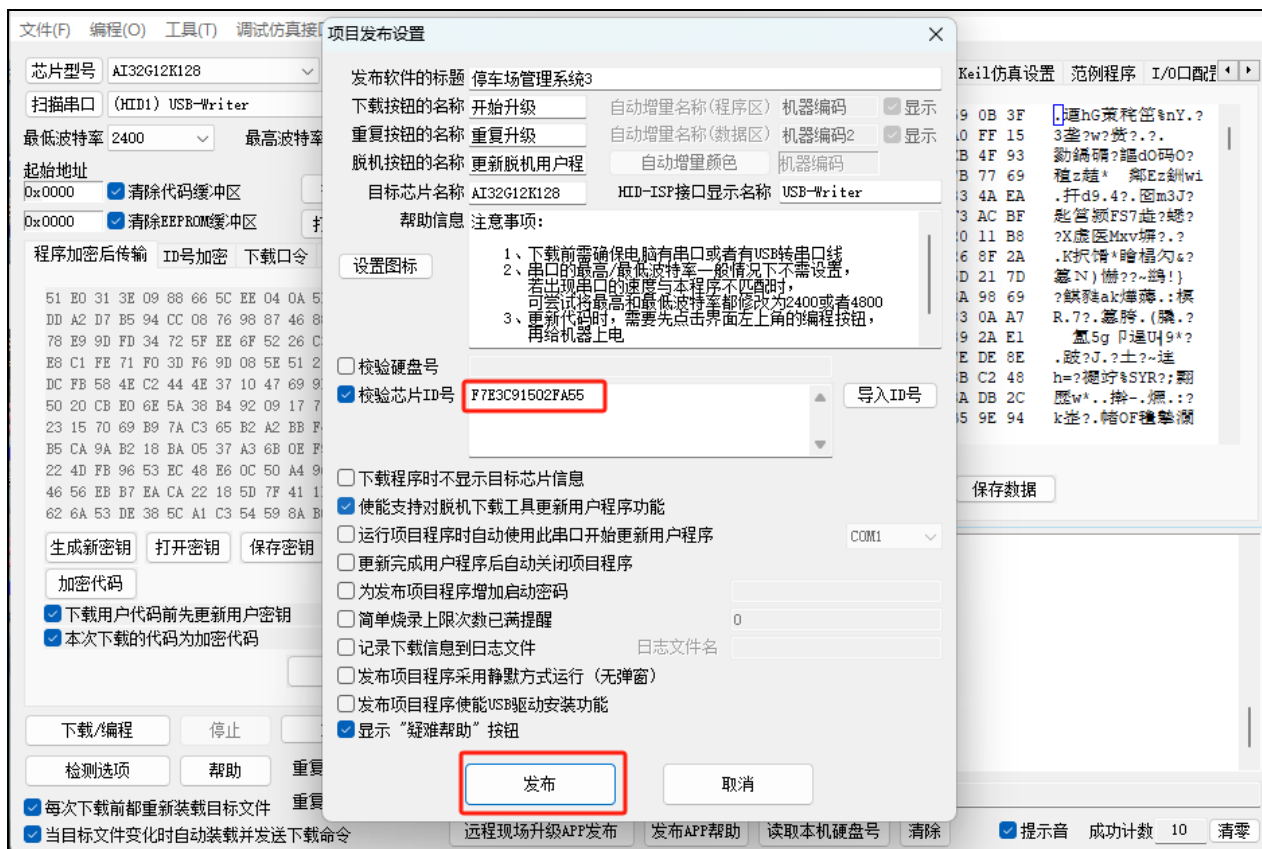 文件(F) 编程(O) 工具(T) 调试仿真接
项目发布设置
芯片型号 AI32G12K128
扫描串口 (HID1) USB-Writer
最低波特率 2400 最高波特率
起始地址
0x0000 清除代码缓冲区
0x0000 清除EEPROM缓冲区
程序加密后传输 ID号加密 下载口令
51 E0 31 3E 09 88 66 5C EE 04 0A
DD A2 D7 B5 94 CC 08 76 98 87 46
78 E9 9D FD 34 72 5F EE 6F 52 26
E8 C1 FE 71 F0 3D F6 9D 08 5E 51
DC FB 58 4E C2 44 4E 37 10 47 69
50 20 CB E0 6E 5A 38 B4 92 09 17
23 15 70 69 B9 7A C3 65 B2 A2 BB
B5 CA 9A B2 18 BA 05 37 A3 6B 0E
22 4D FB 96 53 EC 48 E6 0C 50 A4
46 56 EB B7 EA CA 22 18 5D 7F 41
62 6A 53 DE 38 5C A1 C3 54 59 8A
生成新密钥 打开密钥 保存密钥
加密代码
下载用户代码前先更新用户密钥
本次下载的代码为加密代码
下载/编程 停止
检测选项 帮助 重复
每次下载前都重新装载目标文件 重复
当目标文件变化时自动装载并发送下载命令
发布软件的标题 停车场管理系统3
下载按钮的名称 开始升级 自动增量名称(程序区) 机器编码 显示
重复按钮的名称 重复升级 自动增量名称(数据区) 机器编码2 显示
脱机按钮的名称 更新脱机用户程 自动增量颜色 机器编码
目标芯片名称 AI32G12K128 HID-ISP接口显示名称 USB-Writer
帮助信息 注意事项:
设置图标
1、下载前需确保电脑有串口或者有USB转串口线
2、串口的最高/最低波特率一般情况下不需设置，
若出现串口的速度与本程序不匹配时，
可尝试将最高和最低波特率都修改为2400或者4800
3、更新代码时，需要先点击界面左上角的编程按钮，
再给机器上电
校验硬盘号
校验芯片ID号 F7E3C91502FA55 导入ID号
下载程序时不显示目标芯片信息
使能支持对脱机下载工具更新用户程序功能
运行项目程序时自动使用此串口开始更新用户程序 COM1
更新完成用户程序后自动关闭项目程序
为发布项目程序增加启动密码
简单烧录上限次数已满提醒 0
记录下载信息到日志文件 日志文件名
发布项目程序采用静默方式运行（无弹窗）
发布项目程序使能USB驱动安装功能
显示“疑难帮助”按钮
发布 取消
远程现场升级APP发布 发布APP帮助 读取本机硬盘号 清除
Keil仿真设置 范例程序 I/O口配
0B 3F
FF 15
4F 93
77 69
4A EA
AC BF
11 B8
8F 2A
21 7D
98 69
0A A7
2A E1
DE 8E
C2 48
DB 2C
9E 94
保存数据
提示音 成功计数 10 清零